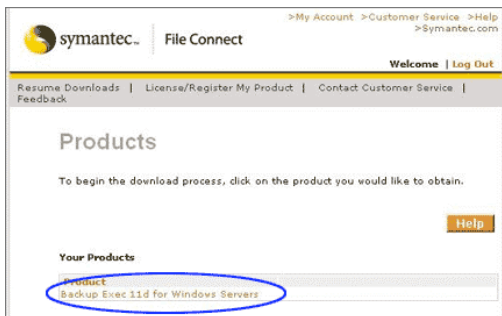 >My Account >Customer Service >Help
>Symantec.com
symantec™ File Connect
Welcome | Log Out
Resume Downloads | License/Register My Product | Contact Customer Service |
Feedback
Products
To begin the download process, click on the product you would like to obtain.
Help
Your Products
Product
Backup Exec 11d for Windows Servers